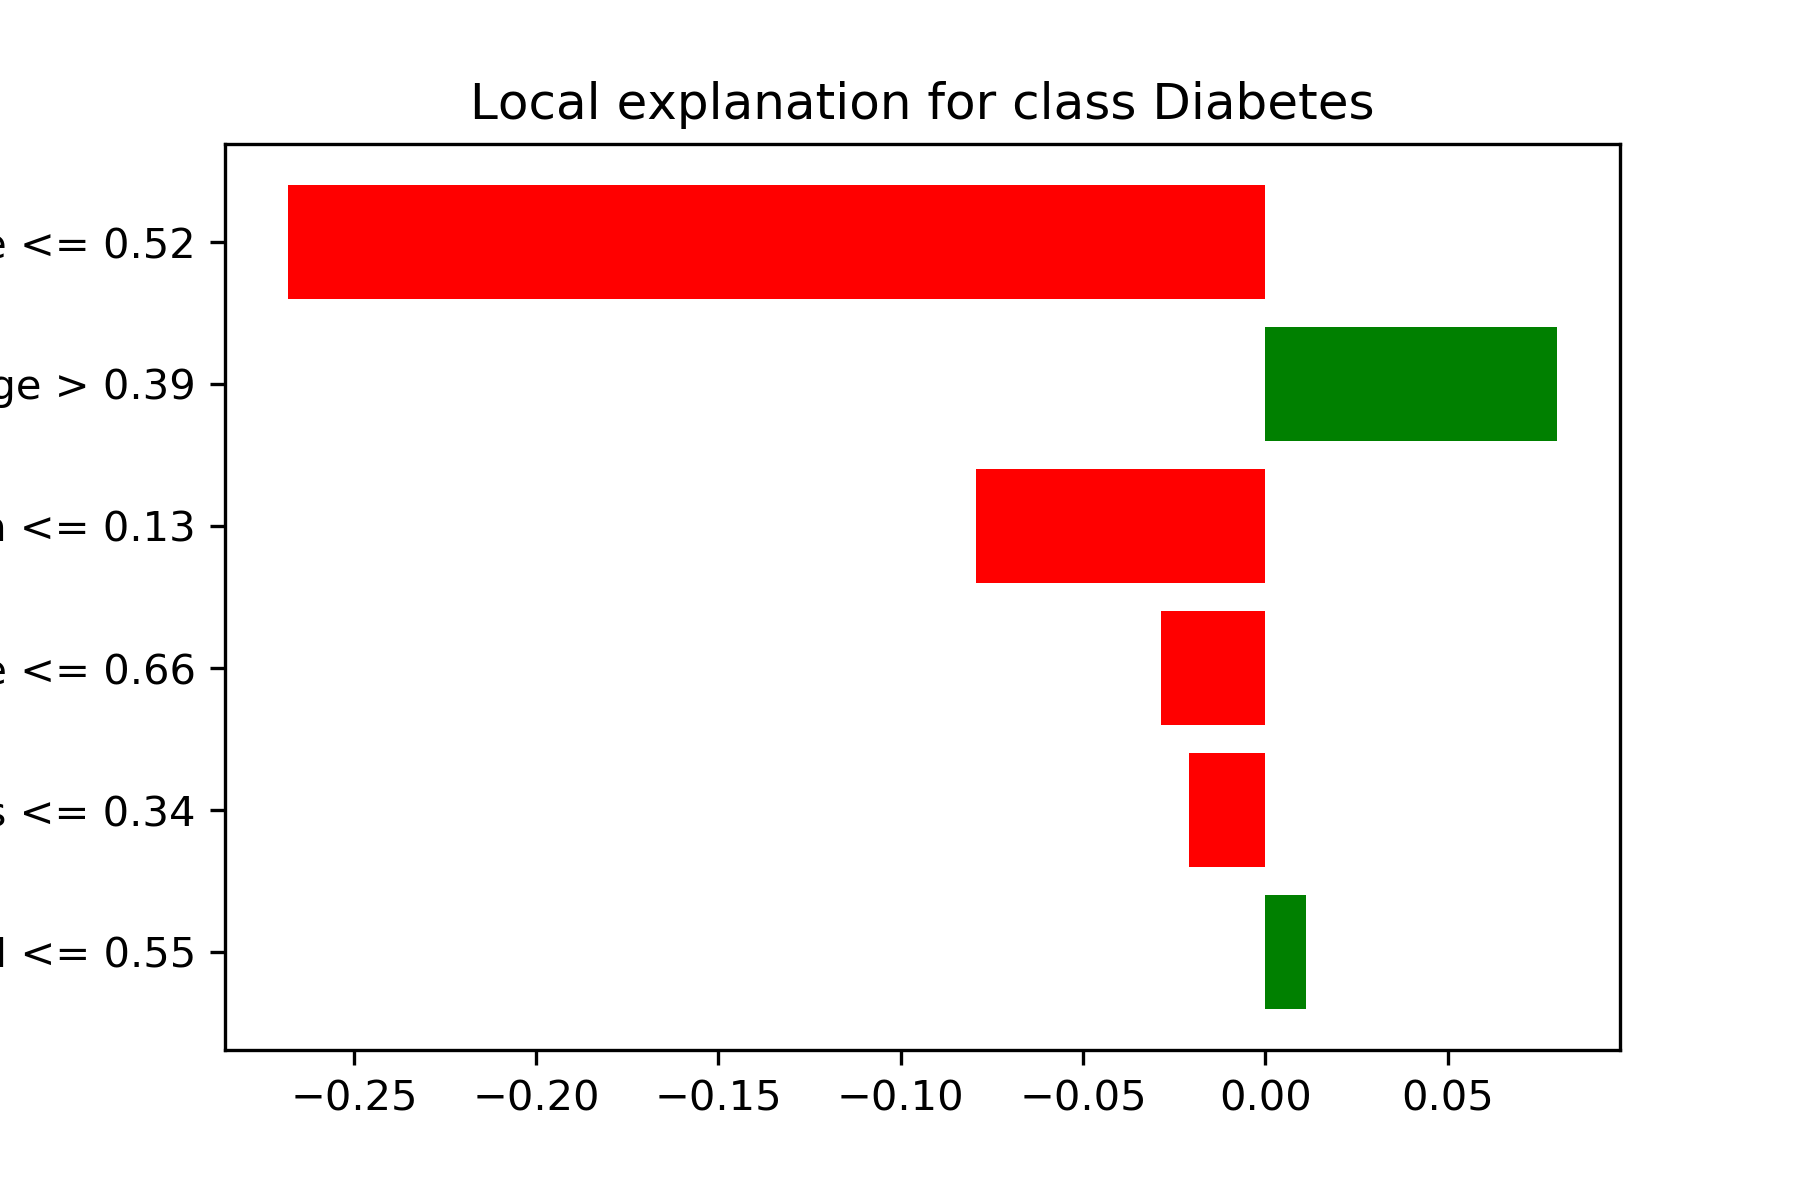 Local explanation for class Diabetes
e <= 0.52
ge > 0.39
<= 0.13
e <= 0.66
s <= 0.34
<= 0.55
−0.25 −0.20 −0.15 −0.10 −0.05 0.00 0.05